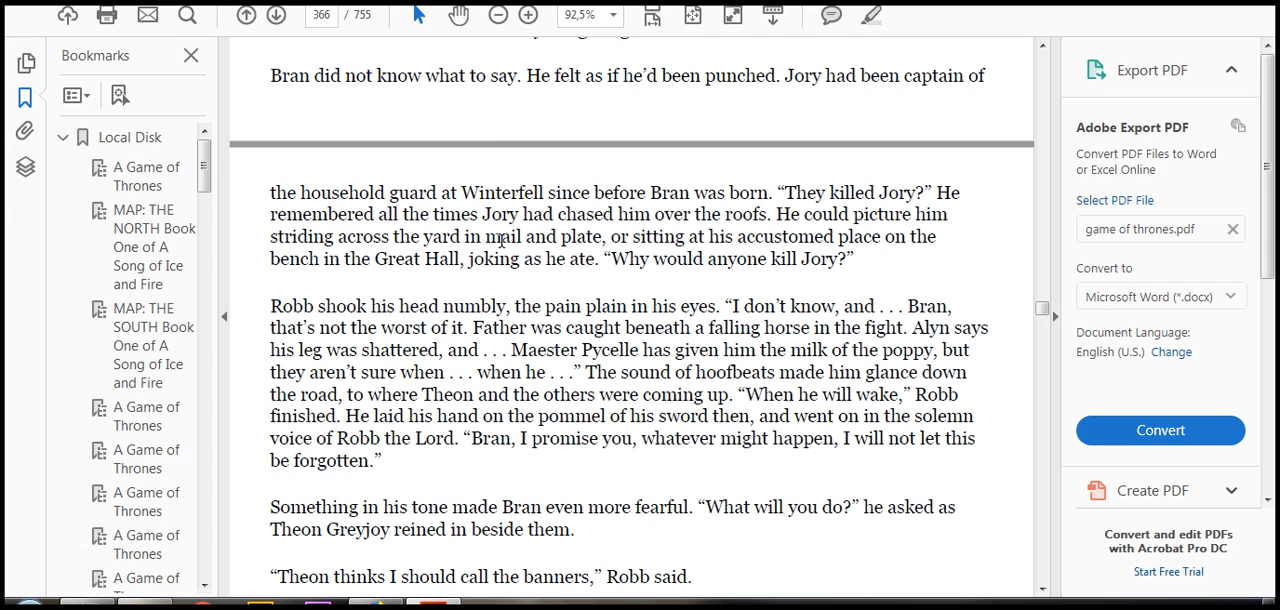 366 / 755
92,5%
Bookmarks
Local Disk
A Game of
Thrones
MAP: THE
NORTH Book
One of A
Song of Ice
and Fire
MAP: THE
SOUTH Book
One of A
Song of Ice
and Fire
A Game of
Thrones
A Game of
Thrones
A Game of
Thrones
A Game of
Thrones
A Game of
Bran did not know what to say. He felt as if he’d been punched. Jory had been captain of
the household guard at Winterfell since before Bran was born. “They killed Jory?” He
remembered all the times Jory had chased him over the roofs. He could picture him
striding across the yard in mail and plate, or sitting at his accustomed place on the
bench in the Great Hall, joking as he ate. “Why would anyone kill Jory?”
Robb shook his head numbly, the pain plain in his eyes. “I don’t know, and . . . Bran,
that’s not the worst of it. Father was caught beneath a falling horse in the fight. Alyn says
his leg was shattered, and . . . Maester Pycelle has given him the milk of the poppy, but
they aren’t sure when . . . when he . . .” The sound of hoofbeats made him glance down
the road, to where Theon and the others were coming up. “When he will wake,” Robb
finished. He laid his hand on the pommel of his sword then, and went on in the solemn
voice of Robb the Lord. “Bran, I promise you, whatever might happen, I will not let this
be forgotten.”
Something in his tone made Bran even more fearful. “What will you do?” he asked as
Theon Greyjoy reined in beside them.
“Theon thinks I should call the banners,” Robb said.
Export PDF
Adobe Export PDF
Convert PDF Files to Word
or Excel Online
Select PDF File
game of thrones.pdf
Convert to
Microsoft Word (*.docx)
Document Language:
English (U.S.) Change
Convert
Create PDF
Convert and edit PDFs
with Acrobat Pro DC
Start Free Trial